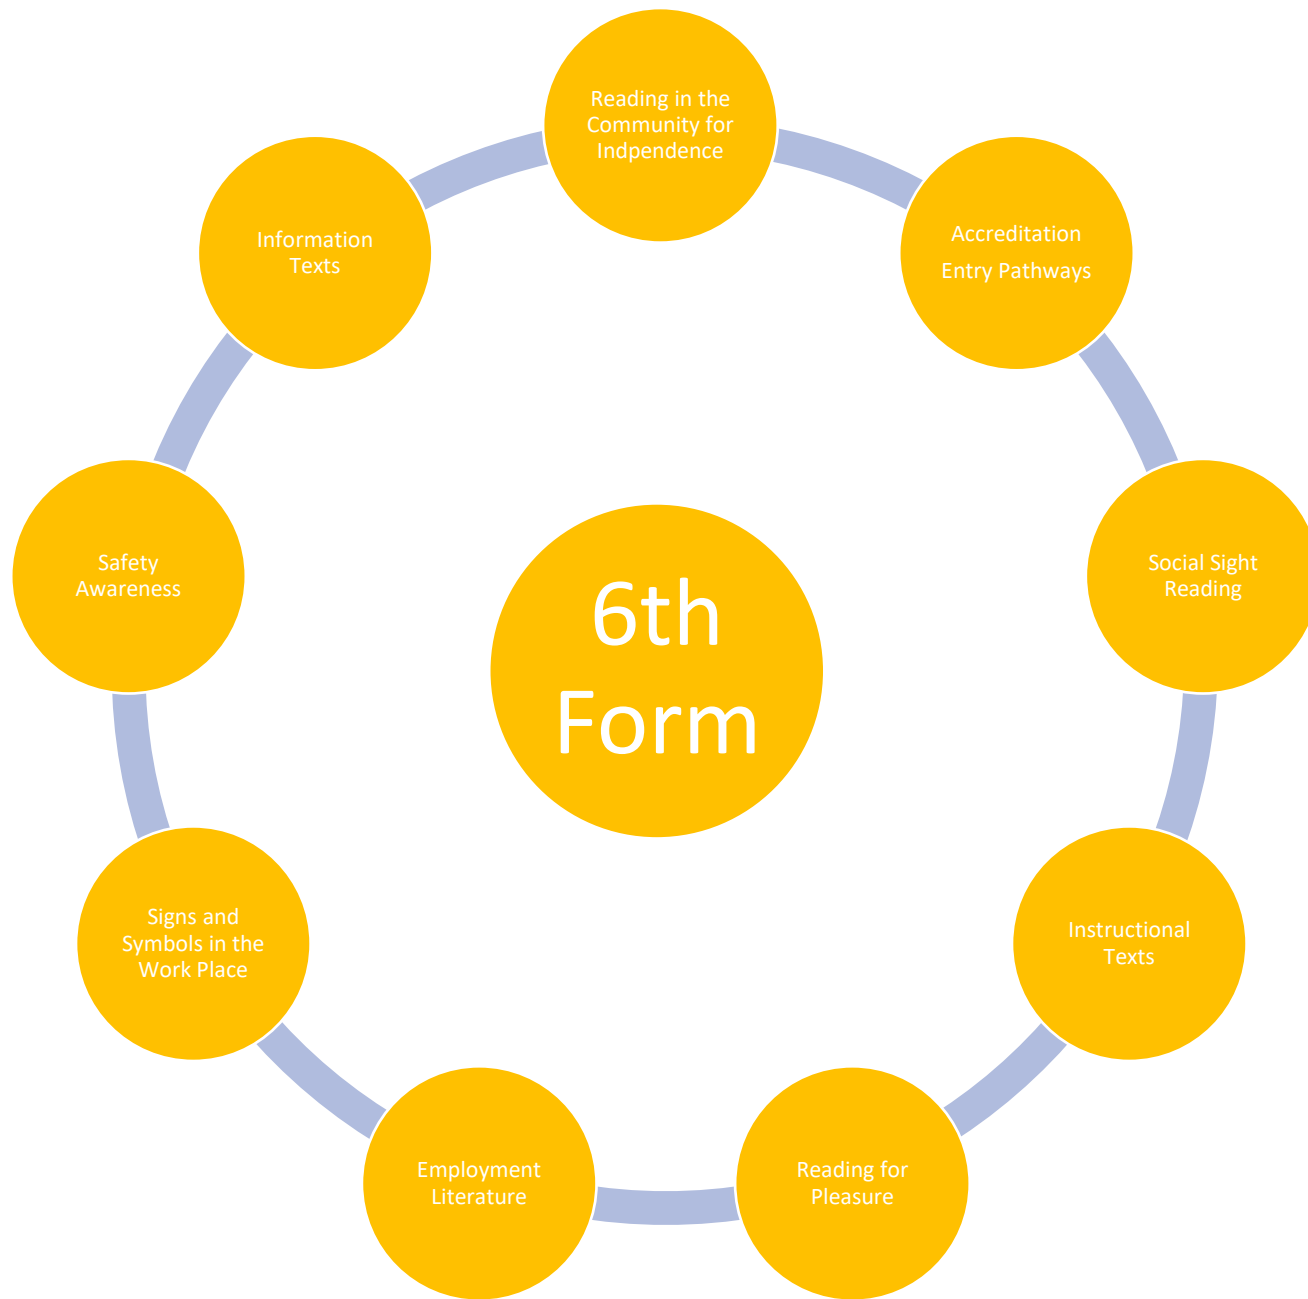 Reading in the
Community for
Indpendence
Accreditation
Entry Pathways
Social Sight
Reading
Instructional
Texts
Reading for
Pleasure
Employment
Literature
Signs and
Symbols in the
Work Place
Safety
Awareness
Information
Texts
6th
Form